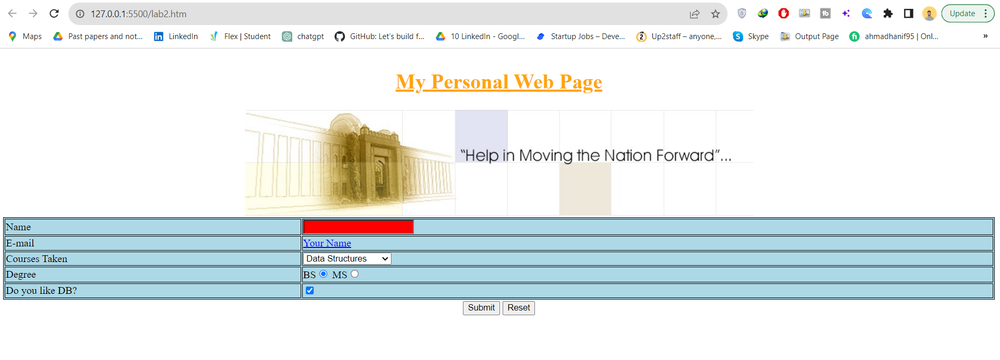 127.0.0.1:5500/lab2.htm
Update
Maps Past papers and not... LinkedIn Flex | Student chatgpt GitHub: Let's build f... 10 LinkedIn - Googl... Startup Jobs – Deve... Up2staff – anyone,... Skype Output Page ahmadhanif95 | Onl... »
My Personal Web Page
“Help in Moving the Nation Forward”...
Name
E-mail Your Name
Courses Taken Data Structures
Degree BS MS
Do you like DB?
Submit Reset